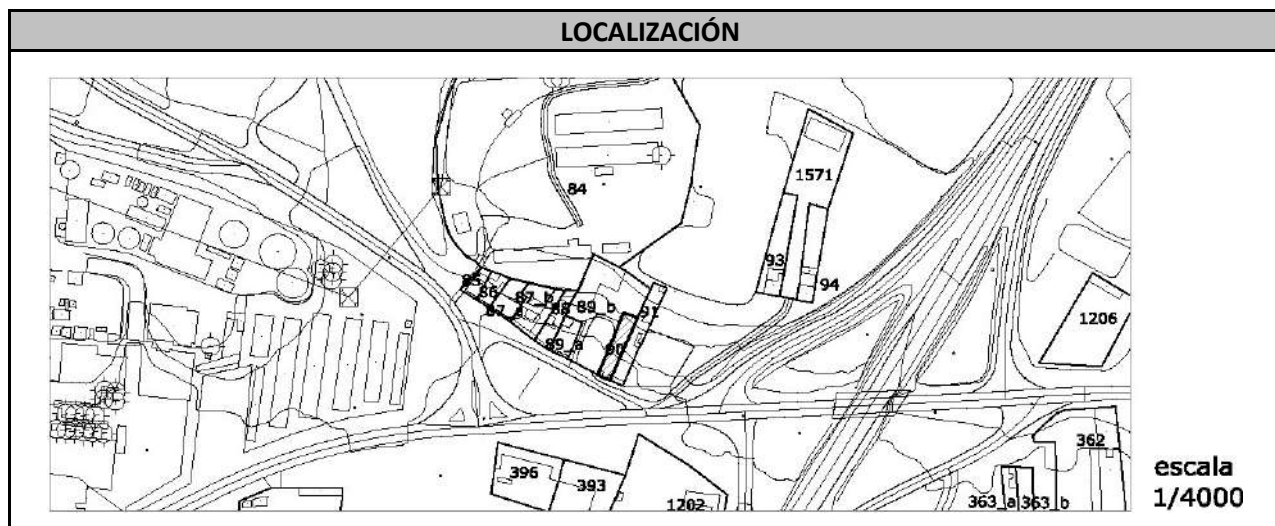 LOCALIZACIÓN
84
1571
93
94
85
86
87_a
87_b
88
89_b
91
89_a
90
1206
362
396
393
1202
363_a
363_b
escala
1/4000